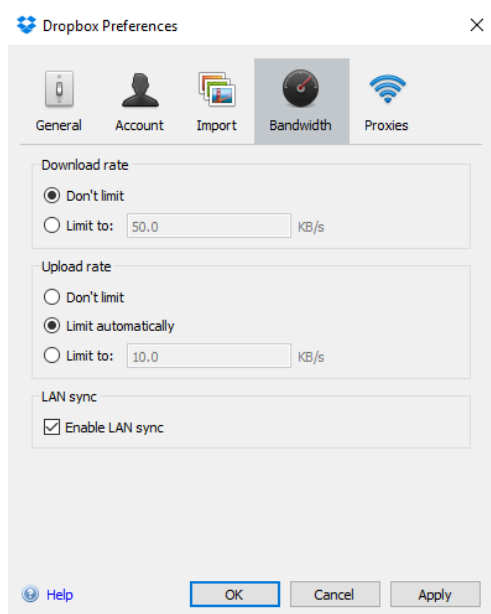 Dropbox Preferences
General Account Import Bandwidth Proxies
Download rate
Don't limit
Limit to: 50.0 KB/s
Upload rate
Don't limit
Limit automatically
Limit to: 10.0 KB/s
LAN sync
Enable LAN sync
Help OK Cancel Apply